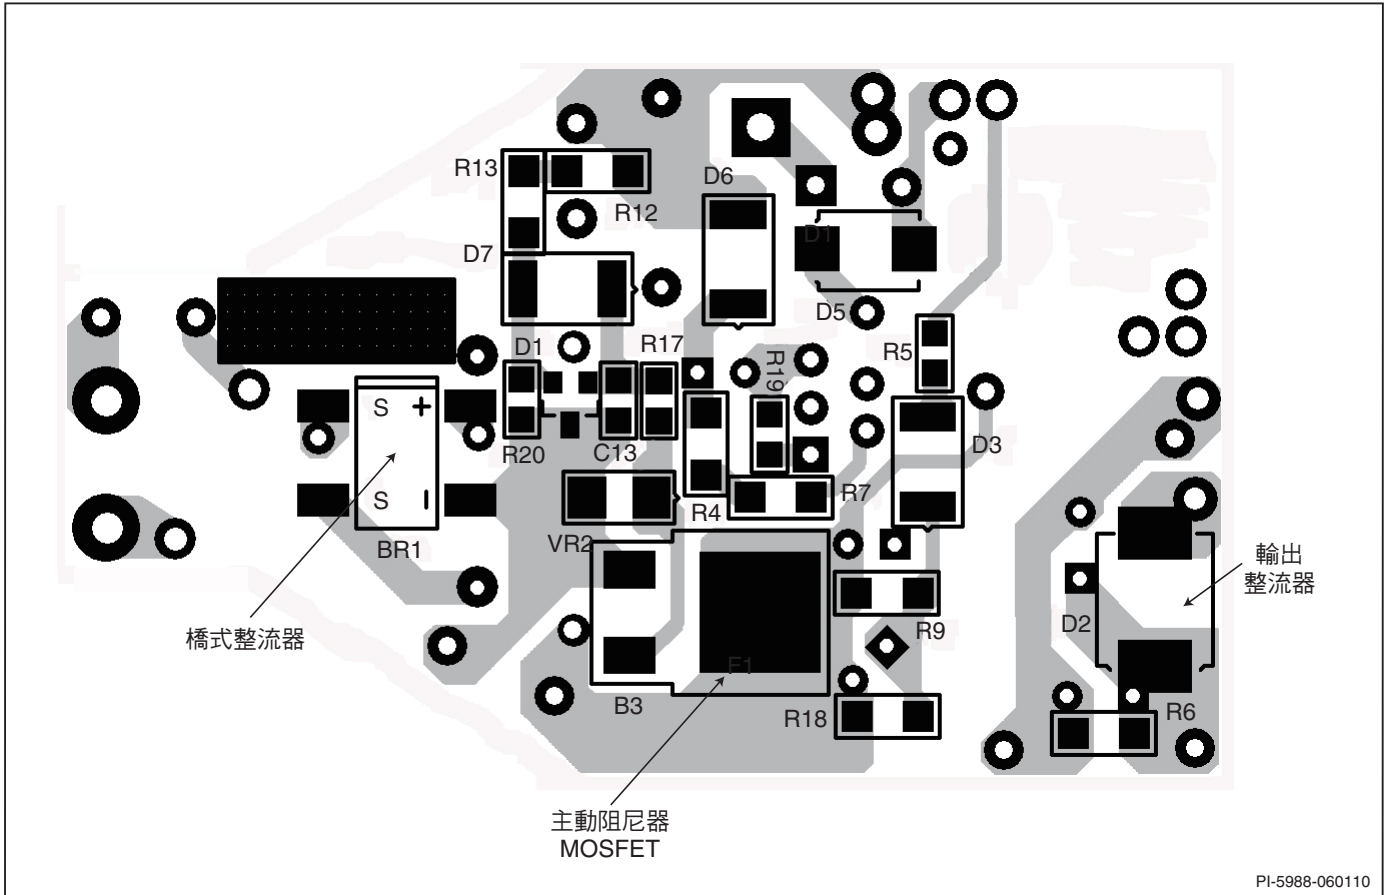 R13
R12
D6
D1
D7
D5
D1
R17
R19
R5
S +
S –
BR1
R20
C13
D3
R4
R7
VR2
輸出
整流器
橋式整流器
R9
D2
F1
B3
R18
R6
主動阻尼器
MOSFET
PI-5988-060110